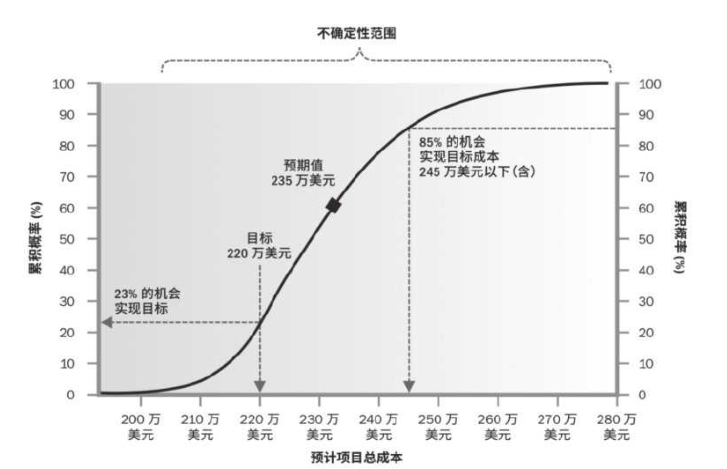 不确定性范围
100
90
80
70
60
50
40
30
20
10
0
累积概率(%)
预期值
235 万美元
目标
220 万美元
23% 的机会
实现目标
85% 的机会
实现目标成本
245 万美元以下(含)
100
90
80
70
60
50
40
30
20
10
0
累积概率(%)
200 万
美元
210 万
美元
220 万
美元
230 万
美元
240 万
美元
250 万
美元
260 万
美元
270 万
美元
280 万
美元
预计项目总成本